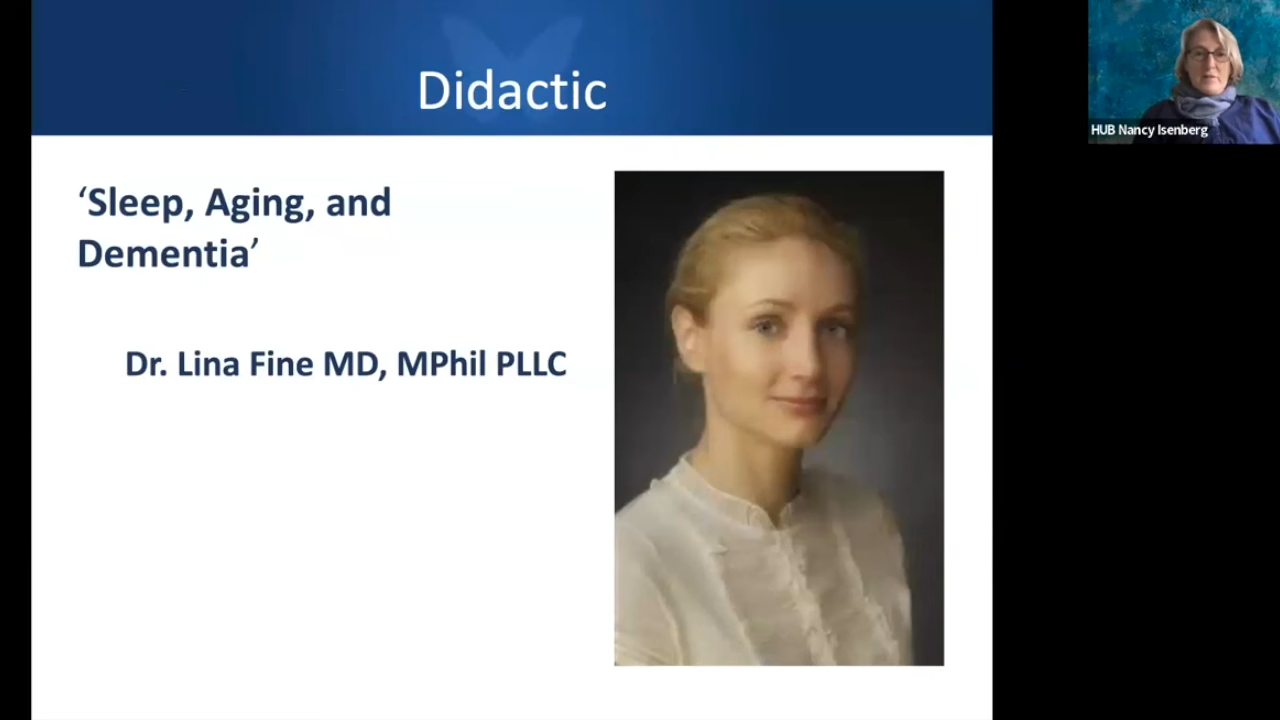 Didactic
‘Sleep, Aging, and
Dementia’
Dr. Lina Fine MD, MPhil PLLC
HUB Nancy Isenberg